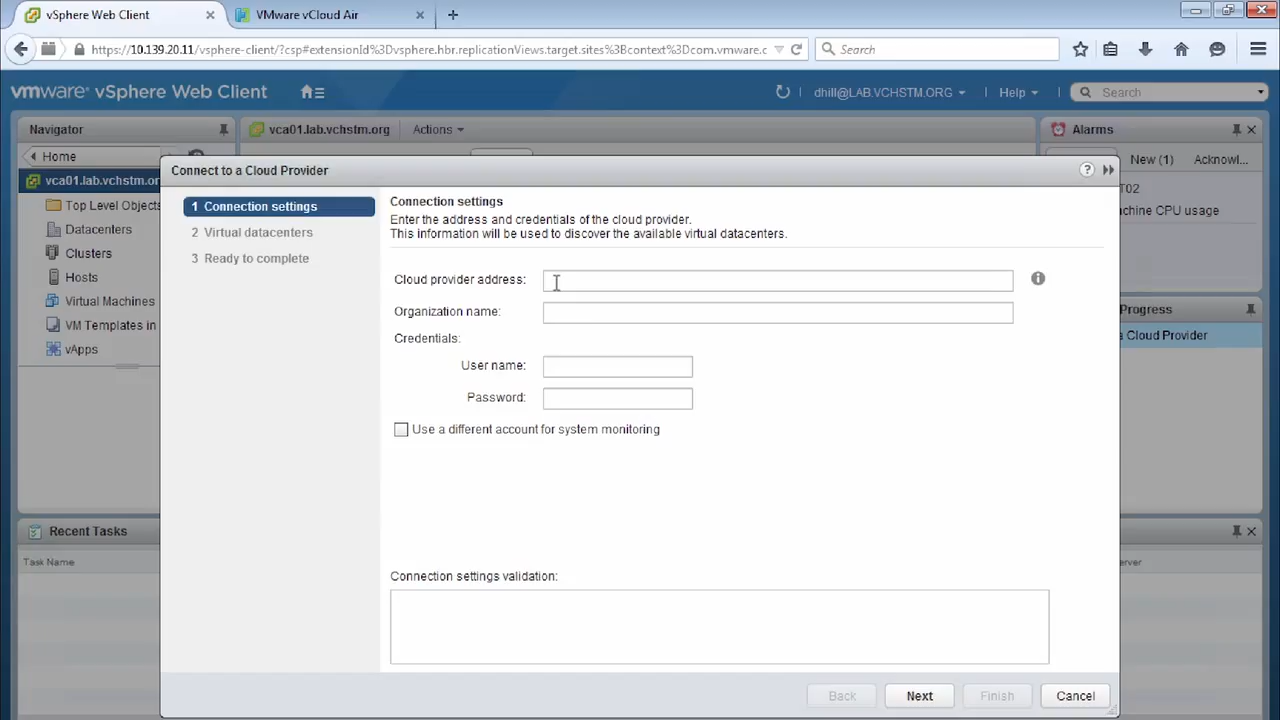 vSphere Web Client
VMware vCloud Air
https://10.139.20.11/vsphere-client/?csp#extensionId%3Dvsphere.hbr.replicationViews.target.sites%3Bcontext%3Dcom.vmware.c
Search
vmware® vSphere Web Client
dhill@LAB.VCHSTM.ORG
Help
Search
Navigator
vca01.lab.vchstm.org
Actions
Alarms
Home
New (1)
Acknowl...
vca01.lab.vchstm.or
T02
Top Level Objects
chine CPU usage
Datacenters
Clusters
Hosts
Virtual Machines
Progress
VM Templates in
a Cloud Provider
vApps
Connect to a Cloud Provider
1 Connection settings
2 Virtual datacenters
3 Ready to complete
Connection settings
Enter the address and credentials of the cloud provider.
This information will be used to discover the available virtual datacenters.
Cloud provider address:
Organization name:
Credentials:
User name:
Password:
Use a different account for system monitoring
Connection settings validation:
Back
Next
Finish
Cancel
Recent Tasks
Task Name
erver